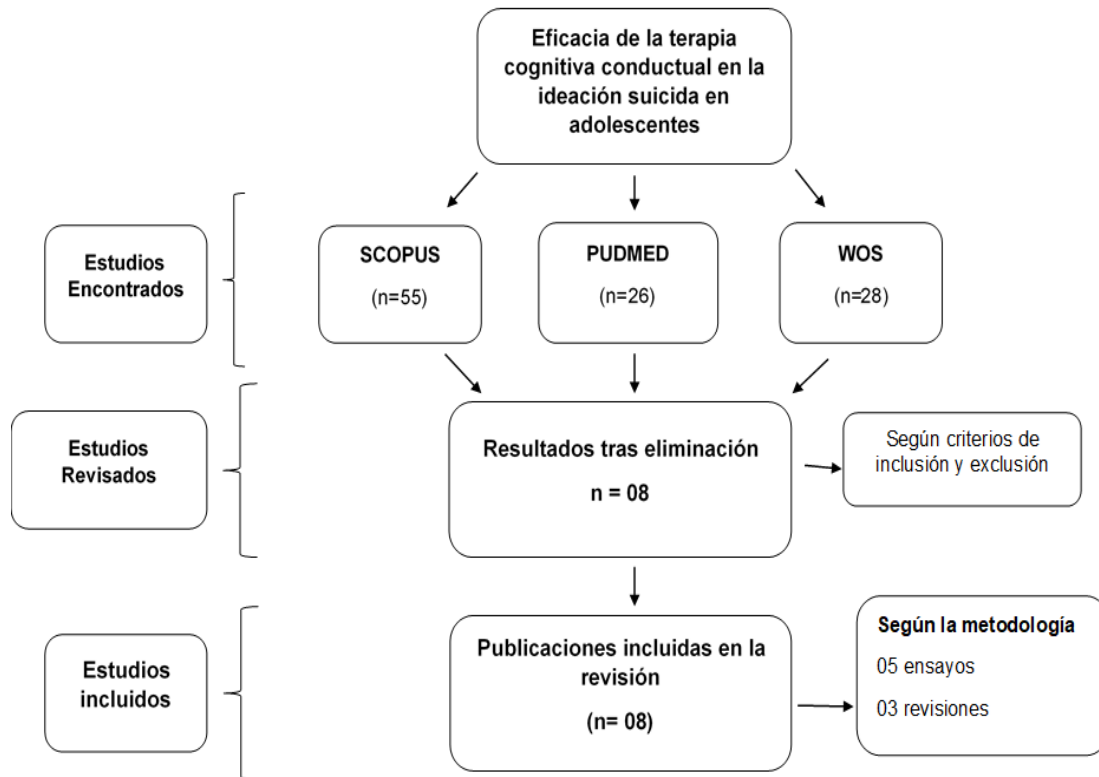 Eficacia de la terapia
cognitiva conductual en la
ideación suicida en
adolescentes
Estudios
Encontrados
SCOPUS
(n=55)
PUDMED
(n=26)
WOS
(n=28)
Estudios
Revisados
Resultados tras eliminación
n = 08
Según criterios de
inclusión y exclusión
Estudios
incluidos
Publicaciones incluidas en la
revisión
(n= 08)
Según la metodología
05 ensayos
03 revisiones